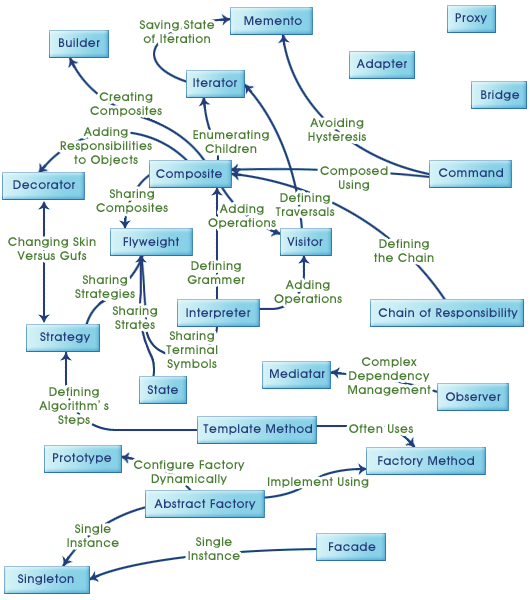 Memento
Proxy
Saving State
of Iteration
Builder
Adapter
Iterator
Bridge
Creating
Composites
Avoiding
Hysteresis
Adding
Responsibilities
to Objects
Enumerating
Children
Composite
Composed
Using
Command
Decorator
Sharing
Composites
Adding
Operations
Defining
Traversals
Changing Skin
Versus Gufs
Flyweight
Visitor
Defining
the Chain
Defining
Grammer
Sharing
Strategies
Adding
Operations
Sharing
Strates
Interpreter
Chain of Responsibility
Strategy
Sharing
Terminal
Symbols
Mediatar
Complex
Dependency
Management
State
Observer
Defining
Algorithm's
Steps
Template Method
Often Uses
Prototype
Configure Factory
Dynamically
Factory Method
Implement Using
Abstract Factory
Single
Instance
Single
Instance
Facade
Singleton